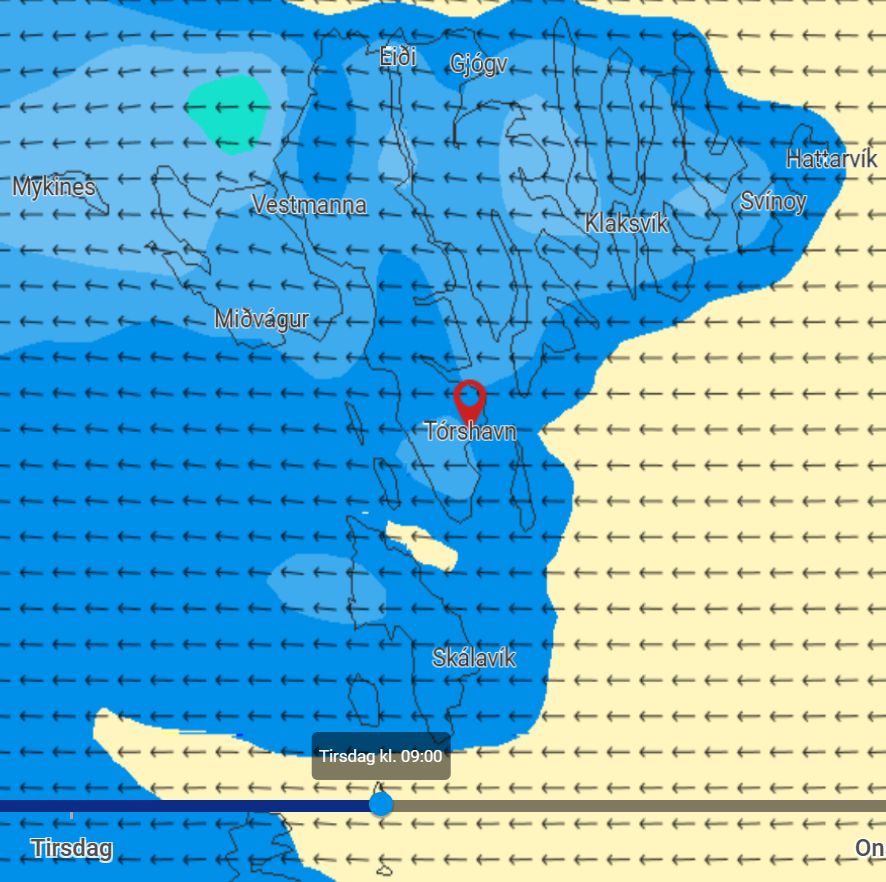 Eiði
Gjógv
Hattarvík
Mykines
Svínoy
Vestmanna
Klaksvík
Miðvágur
Tórshavn
Skálavík
Tirsdag kl. 09:00
Tirsdag
On